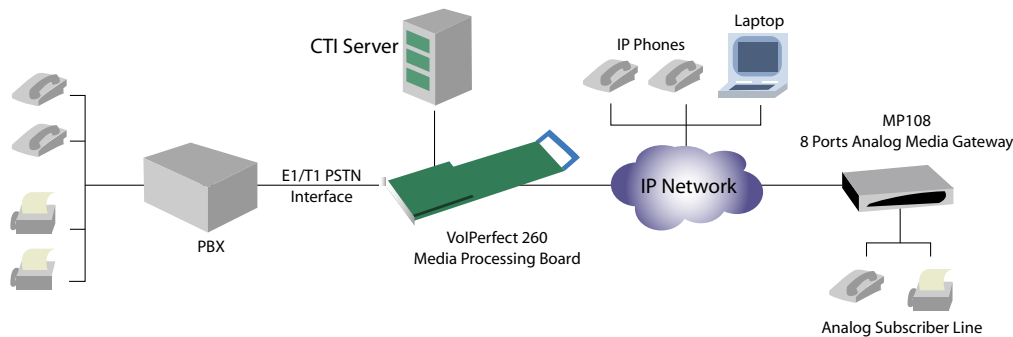 CTI Server
IP Phones
Laptop
MP108
8 Ports Analog Media Gateway
E1/T1 PSTN
Interface
IP Network
PBX
VoIPerfect 260
Media Processing Board
Analog Subscriber Line